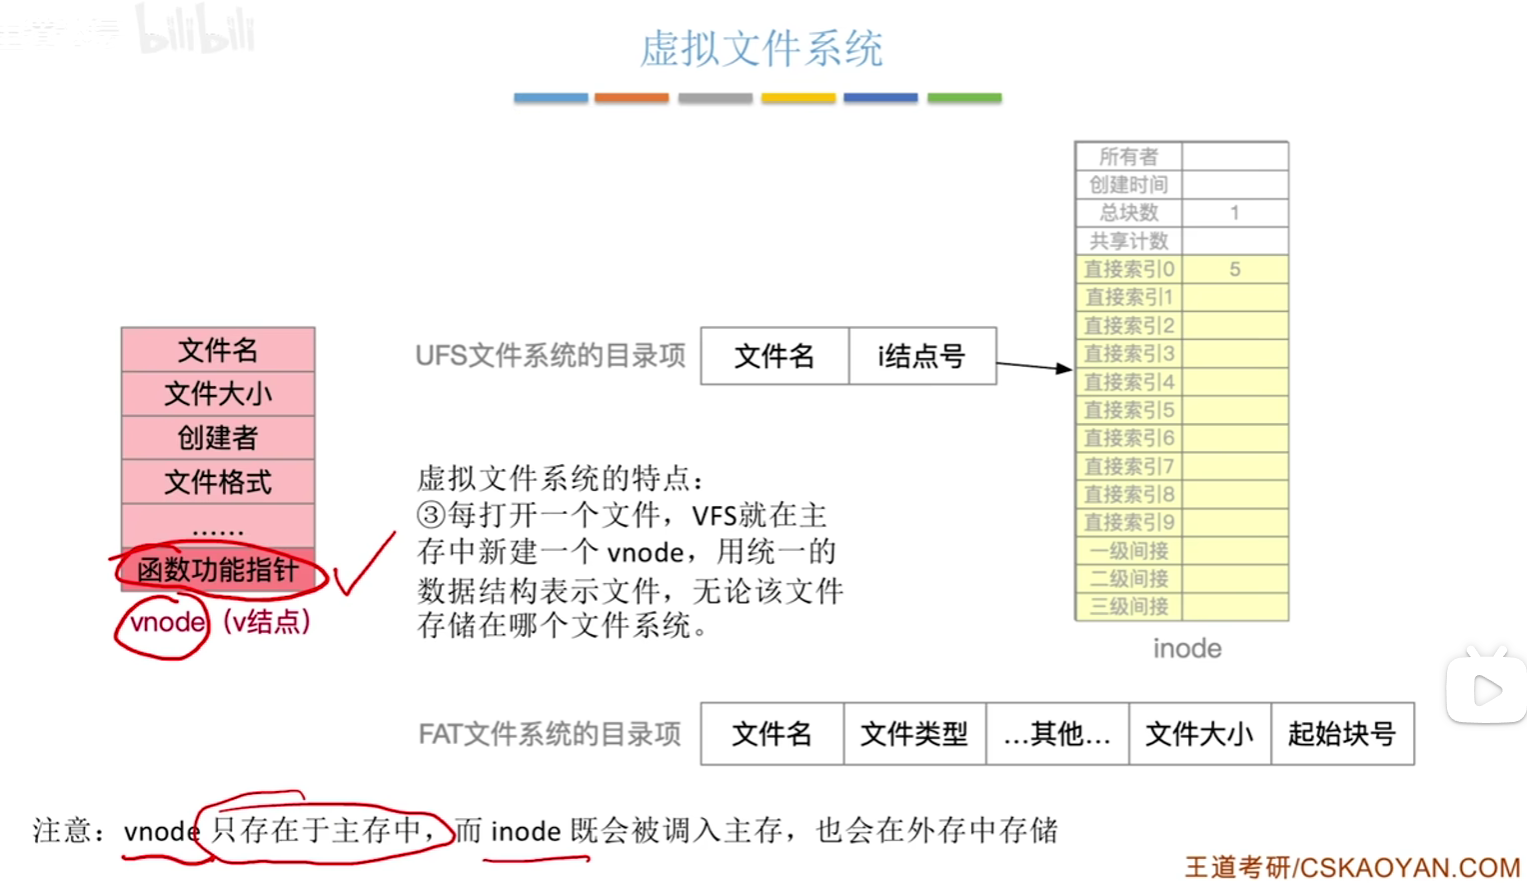 bilibili
虚拟文件系统
所有者
创建时间
总块数 1
共享计数
直接索引0 5
直接索引1
直接索引2
直接索引3
直接索引4
直接索引5
直接索引6
直接索引7
直接索引8
直接索引9
一级间接
二级间接
三级间接
inode
文件名
文件大小
创建者
文件格式
……
函数功能指针
vnode（v结点）
UFS文件系统的目录项 文件名 i结点号
虚拟文件系统的特点：
③每打开一个文件，VFS就在主
存中新建一个 vnode，用统一的
数据结构表示文件，无论该文件
存储在哪个文件系统。
FAT文件系统的目录项 文件名 文件类型 …其他… 文件大小 起始块号
注意：vnode 只存在于主存中，而 inode 既会被调入主存，也会在外存中存储
王道考研/CSKAOYAN.COM